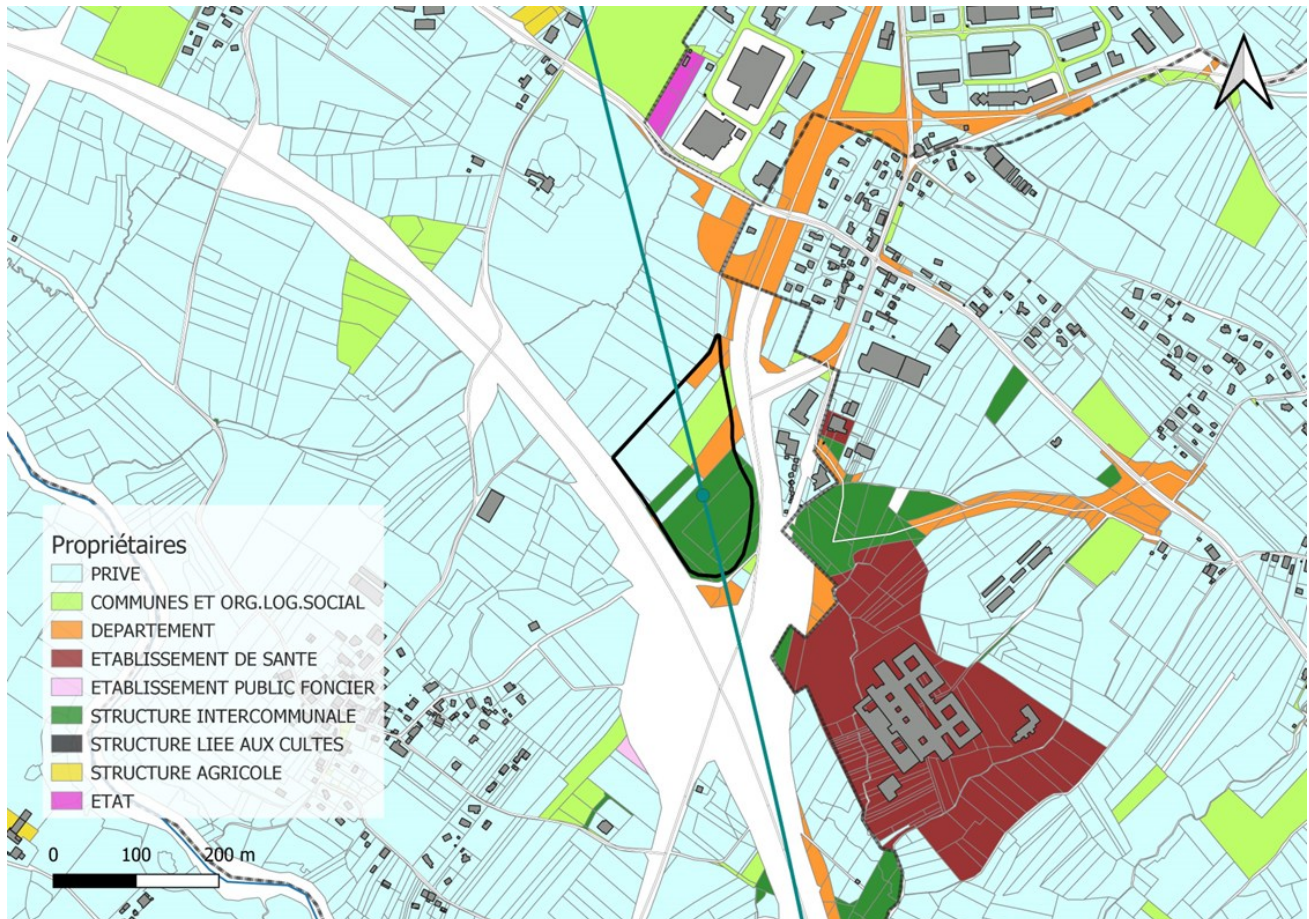 Propriétaires
PRIVE
COMMUNES ET ORG.LOG.SOCIAL
DEPARTEMENT
ETABLISSEMENT DE SANTE
ETABLISSEMENT PUBLIC FONCIER
STRUCTURE INTERCOMMUNALE
STRUCTURE LIEE AUX CULTES
STRUCTURE AGRICOLE
ETAT
0 100 200 m